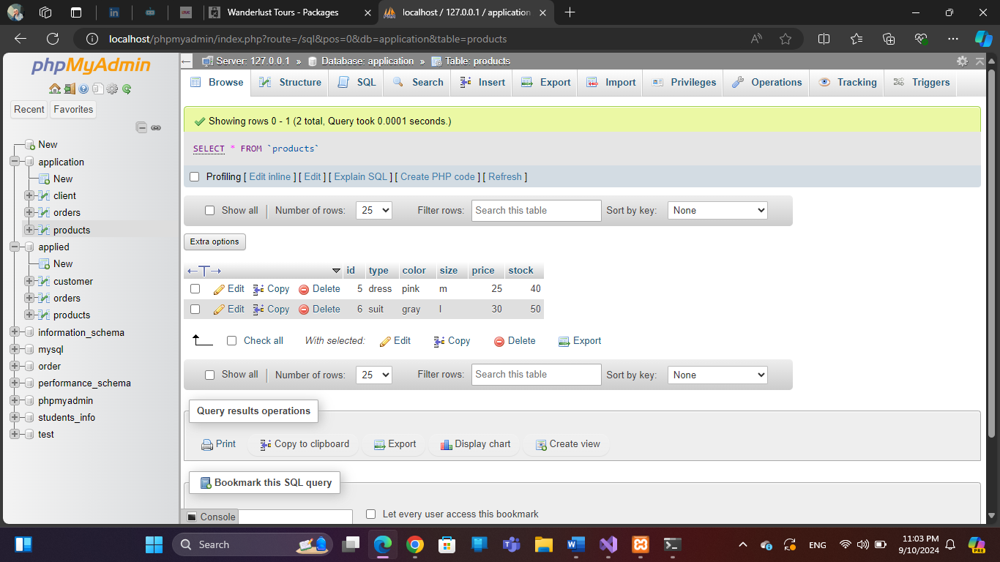 Wanderlust Tours - Packages
localhost / 127.0.0.1 / application
localhost/phpmyadmin/index.php?route=/sql&pos=0&db=application&table=products
phpMyAdmin
Recent Favorites
New
application
New
client
orders
products
applied
New
customer
orders
products
information_schema
mysql
order
performance_schema
phpmyadmin
students_info
test
Server: 127.0.0.1 » Database: application » Table: products
Browse Structure SQL Search Insert Export Import Privileges Operations Tracking Triggers
Showing rows 0 - 1 (2 total, Query took 0.0001 seconds.)
SELECT * FROM `products`
Profiling [ Edit inline ] [ Edit ] [ Explain SQL ] [ Create PHP code ] [ Refresh ]
Show all Number of rows: 25 Filter rows: Search this table Sort by key: None
Extra options
←T→ id type color size price stock
Edit Copy Delete 5 dress pink m 25 40
Edit Copy Delete 6 suit gray l 30 50
Check all With selected: Edit Copy Delete Export
Show all Number of rows: 25 Filter rows: Search this table Sort by key: None
Query results operations
Print Copy to clipboard Export Display chart Create view
Bookmark this SQL query
Console Let every user access this bookmark
Search
ENG
11:03 PM
9/10/2024
PRE